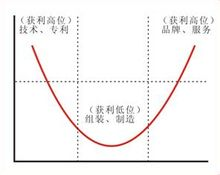 （获利高位）
技术、专利
（获利高位）
品牌、服务
（获利低位）
组装、制造